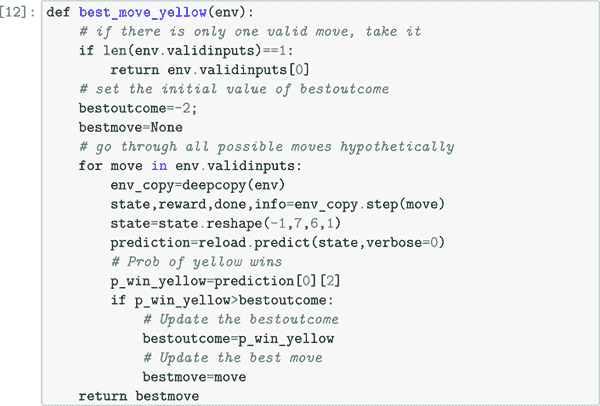 [12]: def best_move_yellow(env):
# if there is only one valid move, take it
if len(env.validinputs)==1:
return env.validinputs[0]
# set the initial value of bestoutcome
bestoutcome=-2;
bestmove=None
# go through all possible moves hypothetically
for move in env.validinputs:
env_copy=deepcopy(env)
state,reward,done,info=env_copy.step(move)
state=state.reshape(-1,7,6,1)
prediction=reload.predict(state,verbose=0)
# Prob of yellow wins
p_win_yellow=prediction[0][2]
if p_win_yellow>bestoutcome:
# Update the bestoutcome
bestoutcome=p_win_yellow
# Update the best move
bestmove=move
return bestmove